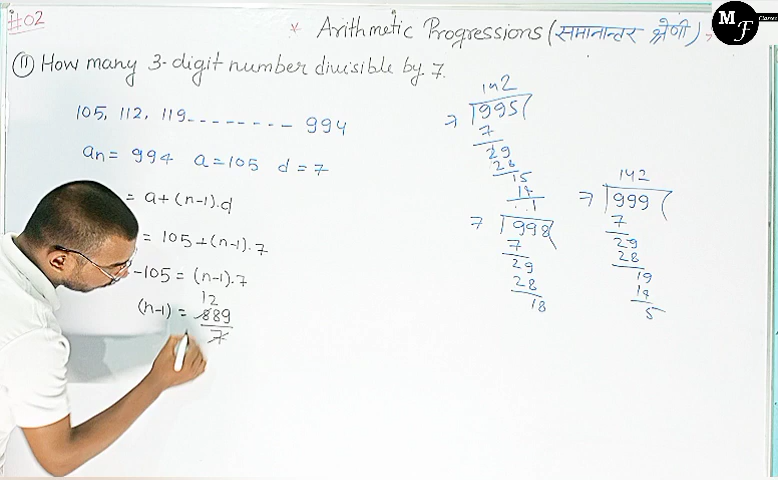 #02
* Arithmetic Progressions (समानान्तर श्रेणी)
M F Classes
(11) How many 3-digit number divisible by 7.
105, 112, 119 - - - - - - - - 994
an = 994 a = 105 d = 7
= a + (n-1).d
= 105 + (n-1).7
-105 = (n-1).7
12
(n-1) = 889
7
142
7 995
7
29
28
15
14
1
7 998
7
29
28
18
142
7 999
7
29
28
19
14
5